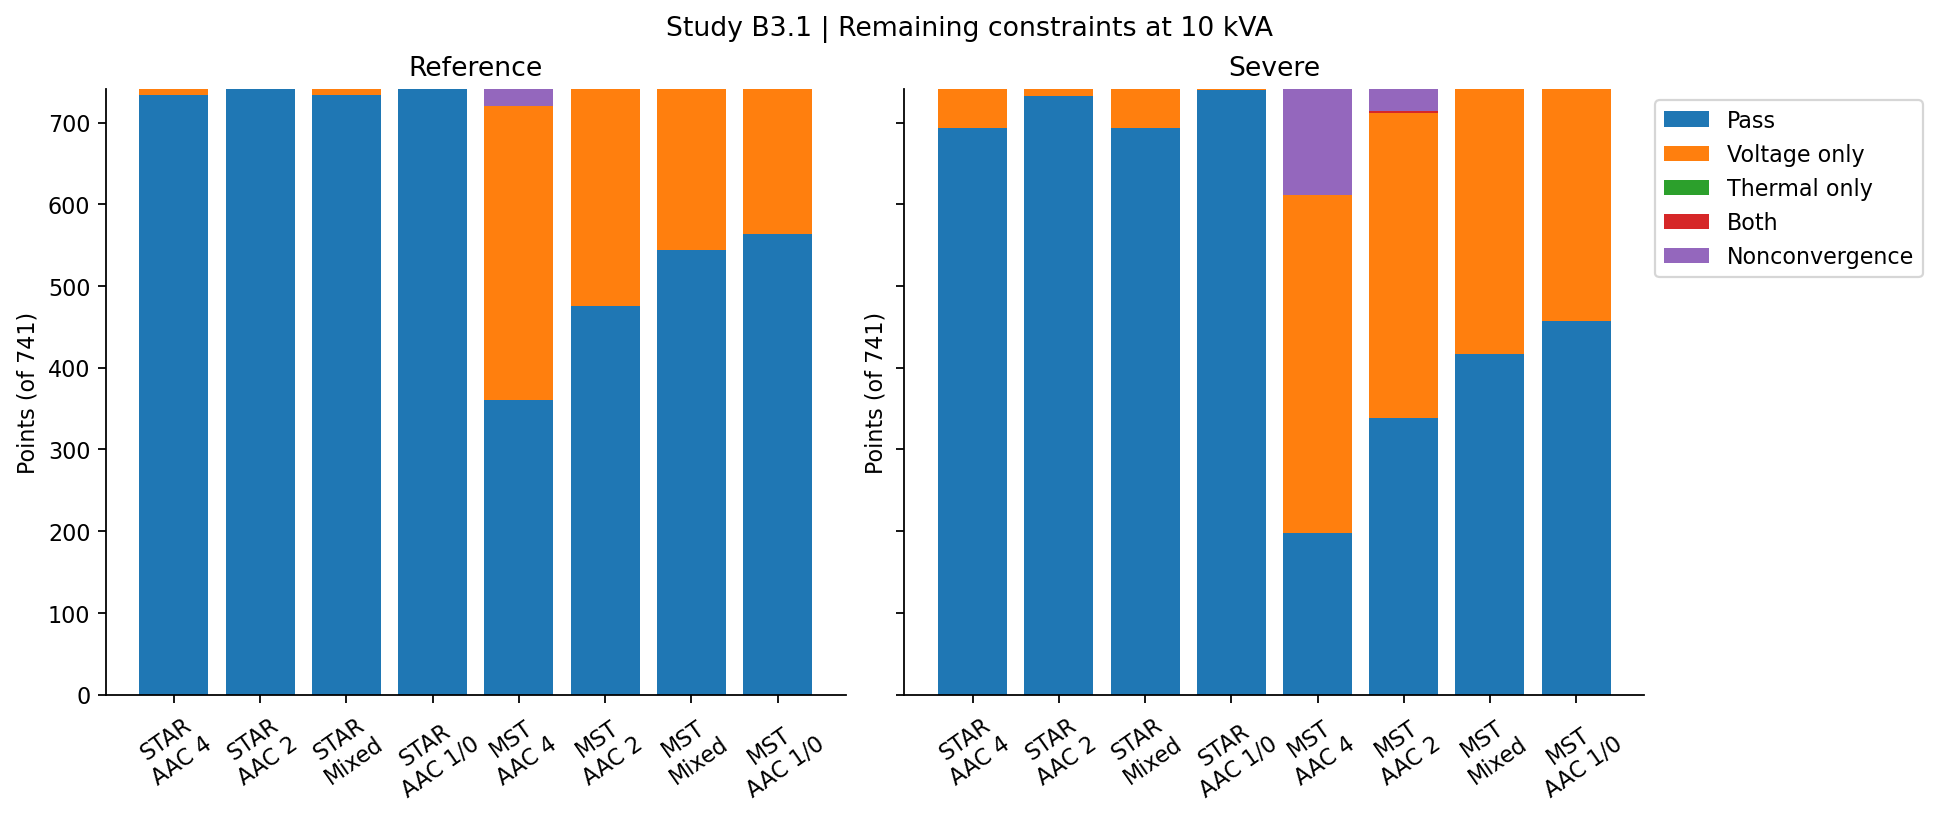 Study B3.1 | Remaining constraints at 10 kVA
Reference
Points (of 741)
700
600
500
400
300
200
100
0
STAR
AAC 4
STAR
AAC 2
STAR
Mixed
STAR
AAC 1/0
MST
AAC 4
MST
AAC 2
MST
Mixed
MST
AAC 1/0
Severe
Points (of 741)
STAR
AAC 4
STAR
AAC 2
STAR
Mixed
STAR
AAC 1/0
MST
AAC 4
MST
AAC 2
MST
Mixed
MST
AAC 1/0
Pass
Voltage only
Thermal only
Both
Nonconvergence